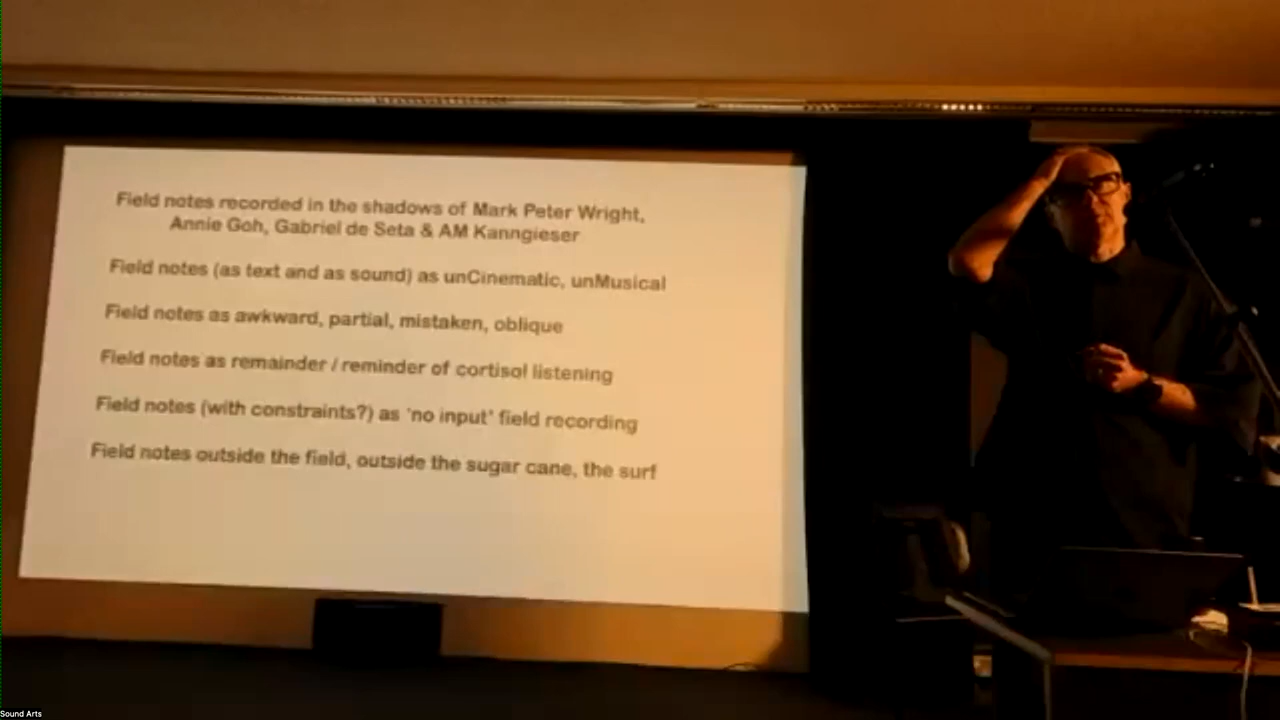 Field notes recorded in the shadows of Mark Peter Wright,
Annie Goh, Gabriel de Seta & AM Kanngieser
Field notes (as text and as sound) as unCinematic, unMusical
Field notes as awkward, partial, mistaken, oblique
Field notes as remainder / reminder of cortisol listening
Field notes (with constraints?) as 'no input' field recording
Field notes outside the field, outside the sugar cane, the surf
Sound Arts